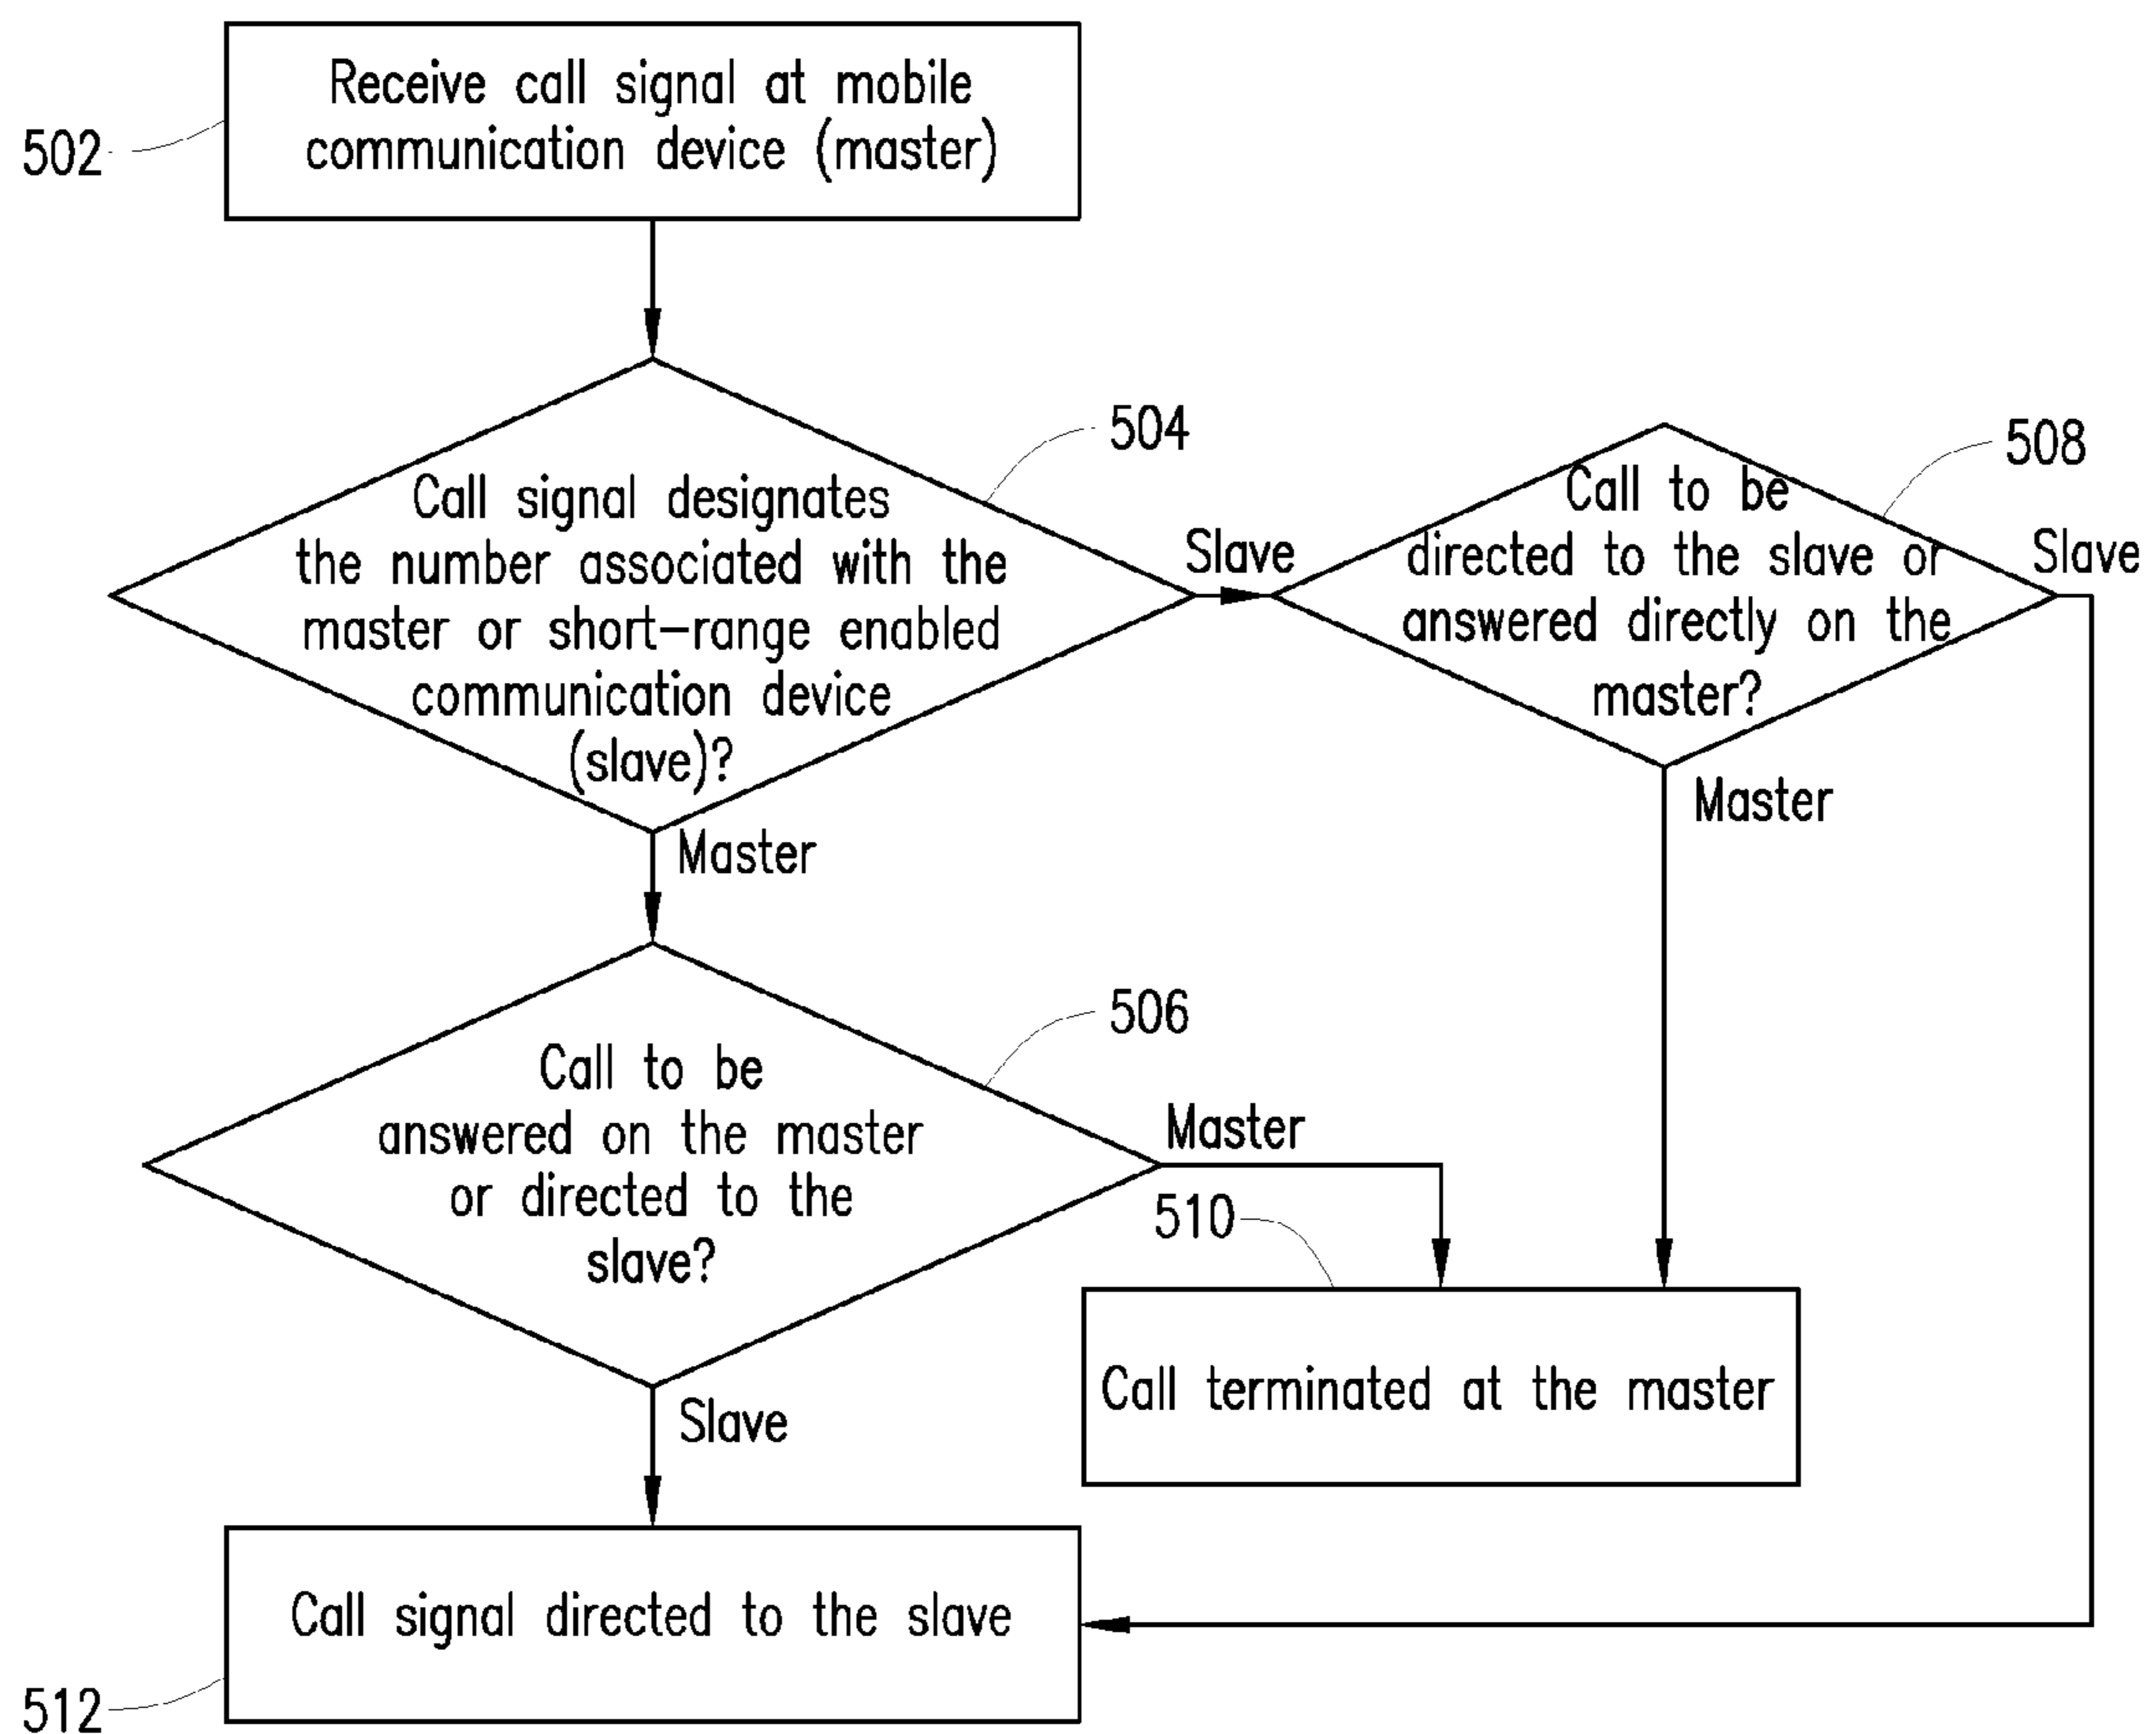 Receive call signal at mobile
communication device (master)
502
504
Call signal designates
the number associated with the
master or short-range enabled
communication device
(slave)?
Slave
508
Call to be
directed to the slave or
answered directly on the
master?
Slave
Master
Master
506
Call to be
answered on the master
or directed to the
slave?
Master
510
Call terminated at the master
Slave
Call signal directed to the slave
512